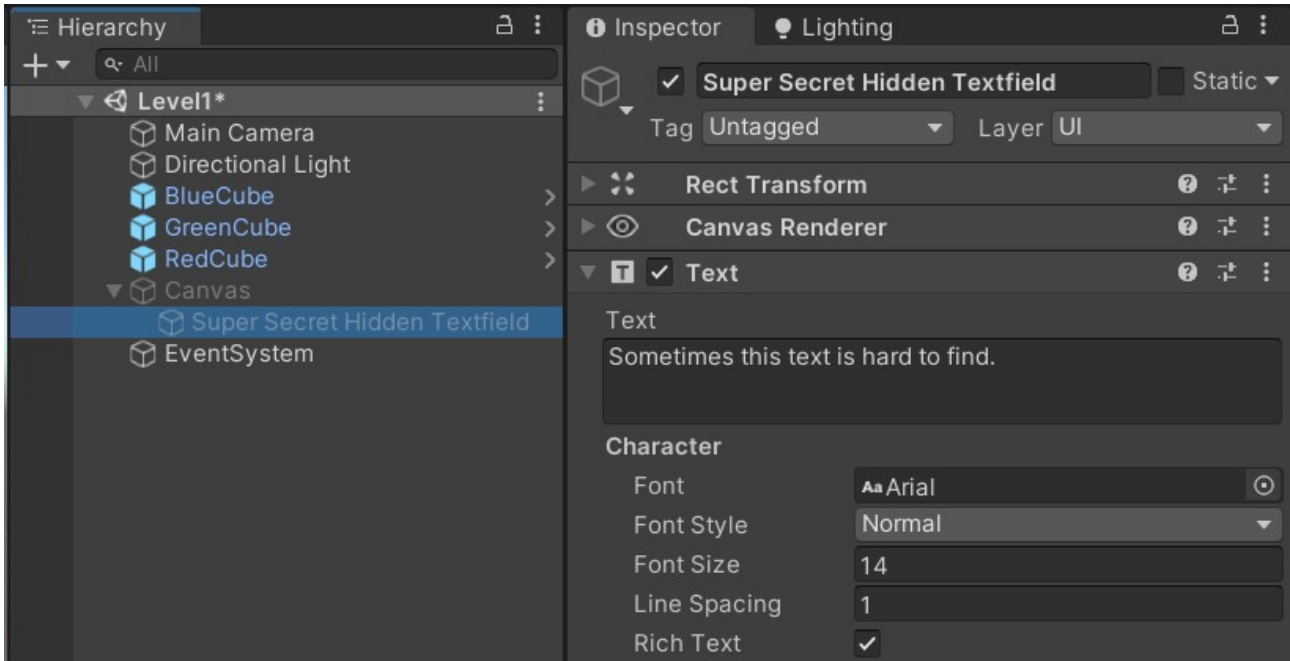 Hierarchy
All
Level1*
Main Camera
Directional Light
BlueCube
GreenCube
RedCube
Canvas
Super Secret Hidden Textfield
EventSystem
Inspector
Lighting
Super Secret Hidden Textfield
Static
Tag Untagged
Layer UI
Rect Transform
Canvas Renderer
T Text
Text
Sometimes this text is hard to find.
Character
Font
Aa Arial
Font Style
Normal
Font Size
14
Line Spacing
1
Rich Text